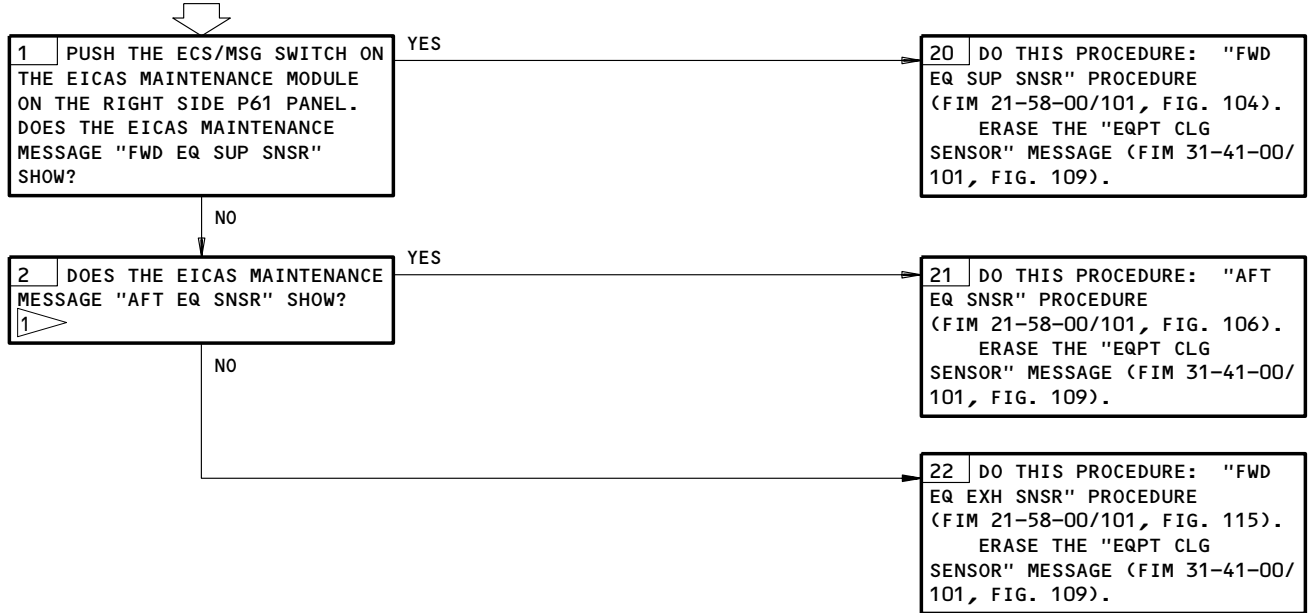 1 PUSH THE ECS/MSG SWITCH ON
THE EICAS MAINTENANCE MODULE
ON THE RIGHT SIDE P61 PANEL.
DOES THE EICAS MAINTENANCE
MESSAGE "FWD EQ SUP SNSR"
SHOW?
YES
20 DO THIS PROCEDURE: "FWD
EQ SUP SNSR" PROCEDURE
(FIM 21-58-00/101, FIG. 104).
ERASE THE "EQPT CLG
SENSOR" MESSAGE (FIM 31-41-00/
101, FIG. 109).
NO
2 DOES THE EICAS MAINTENANCE
MESSAGE "AFT EQ SNSR" SHOW?
1
YES
21 DO THIS PROCEDURE: "AFT
EQ SNSR" PROCEDURE
(FIM 21-58-00/101, FIG. 106).
ERASE THE "EQPT CLG
SENSOR" MESSAGE (FIM 31-41-00/
101, FIG. 109).
NO
22 DO THIS PROCEDURE: "FWD
EQ EXH SNSR" PROCEDURE
(FIM 21-58-00/101, FIG. 115).
ERASE THE "EQPT CLG
SENSOR" MESSAGE (FIM 31-41-00/
101, FIG. 109).